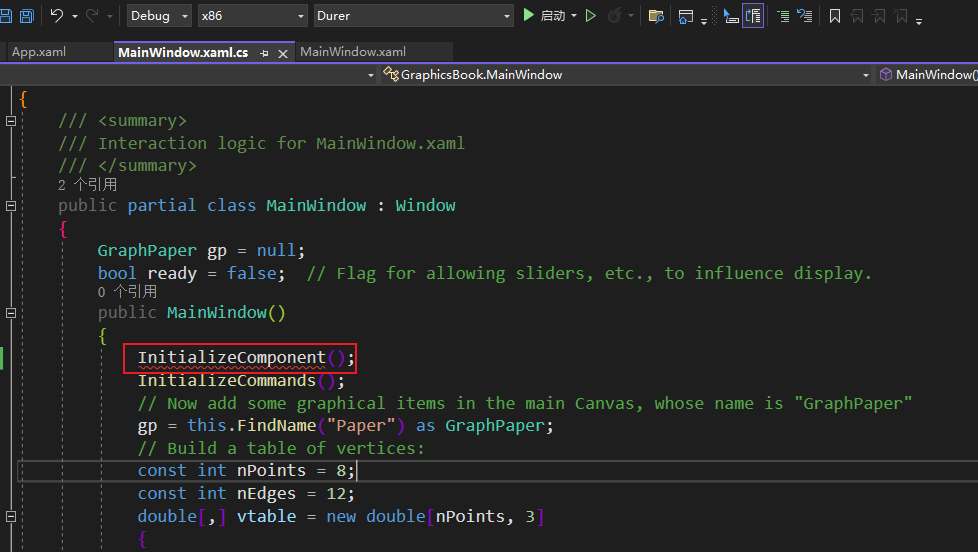 Debug x86 Durer 启动
App.xaml MainWindow.xaml.cs MainWindow.xaml
GraphicsBook.MainWindow MainWindow()
{
/// <summary>
/// Interaction logic for MainWindow.xaml
/// </summary>
2 个引用
public partial class MainWindow : Window
{
GraphPaper gp = null;
bool ready = false;  // Flag for allowing sliders, etc., to influence display.
0 个引用
public MainWindow()
{
InitializeComponent();
InitializeCommands();
// Now add some graphical items in the main Canvas, whose name is "GraphPaper"
gp = this.FindName("Paper") as GraphPaper;
// Build a table of vertices:
const int nPoints = 8;
const int nEdges = 12;
double[,] vtable = new double[nPoints, 3]
{